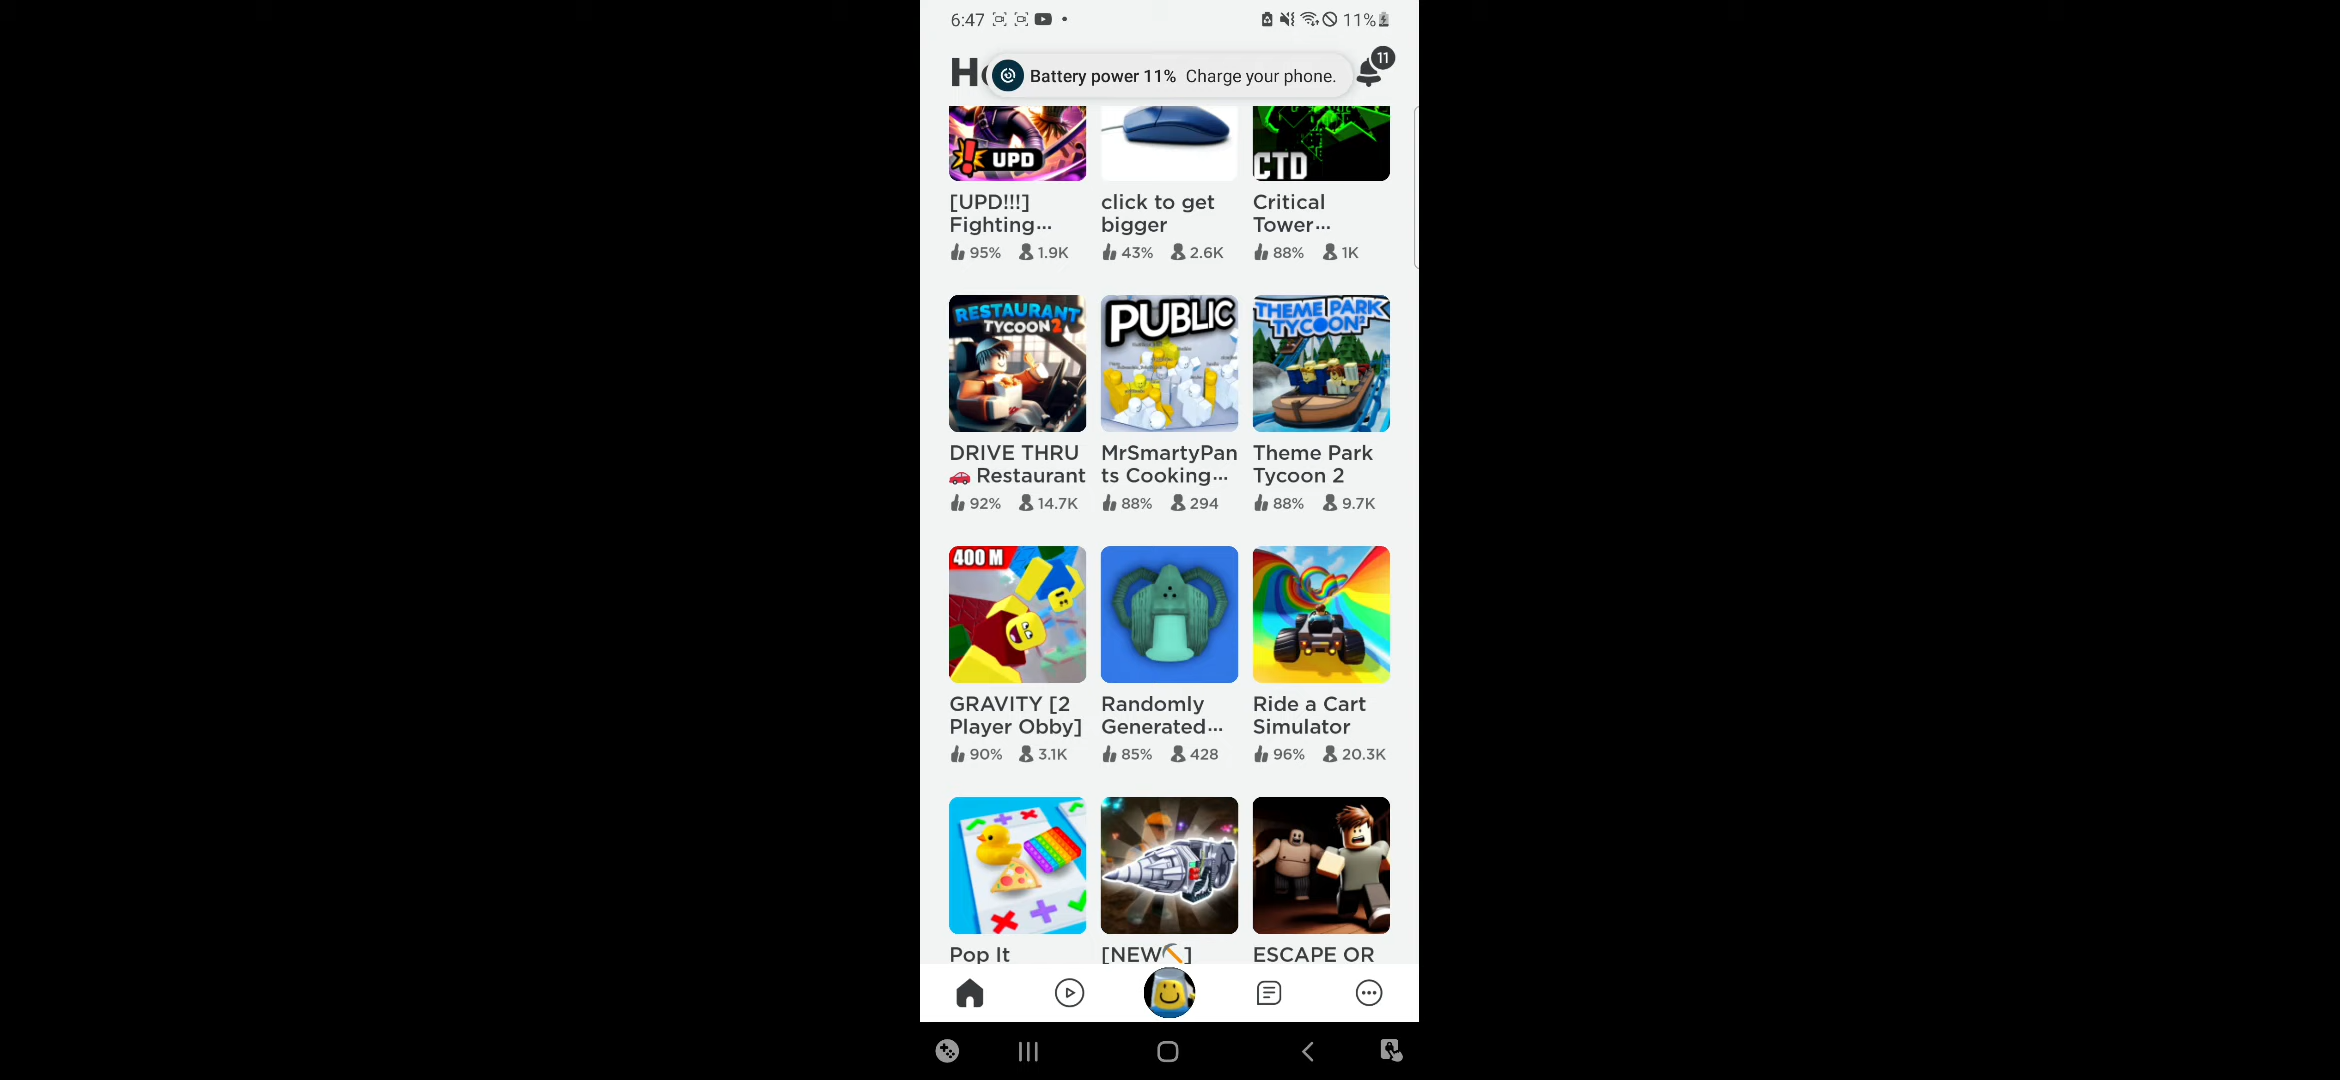 6:47
11%
11
Battery power 11% Charge your phone.
UPD
CTD
[UPD!!!]
Fighting...
95% 1.9K
click to get
bigger
43% 2.6K
Critical
Tower...
88% 1K
RESTAURANT
TYCOON 2
PUBLIC
THEME PARK
TYCOON 2
DRIVE THRU
🚗 Restaurant
92% 14.7K
MrSmartyPan
ts Cooking...
88% 294
Theme Park
Tycoon 2
88% 9.7K
400 M
GRAVITY [2
Player Obby]
90% 3.1K
Randomly
Generated...
85% 428
Ride a Cart
Simulator
96% 20.3K
Pop It
[NEW⛏️]
ESCAPE OR